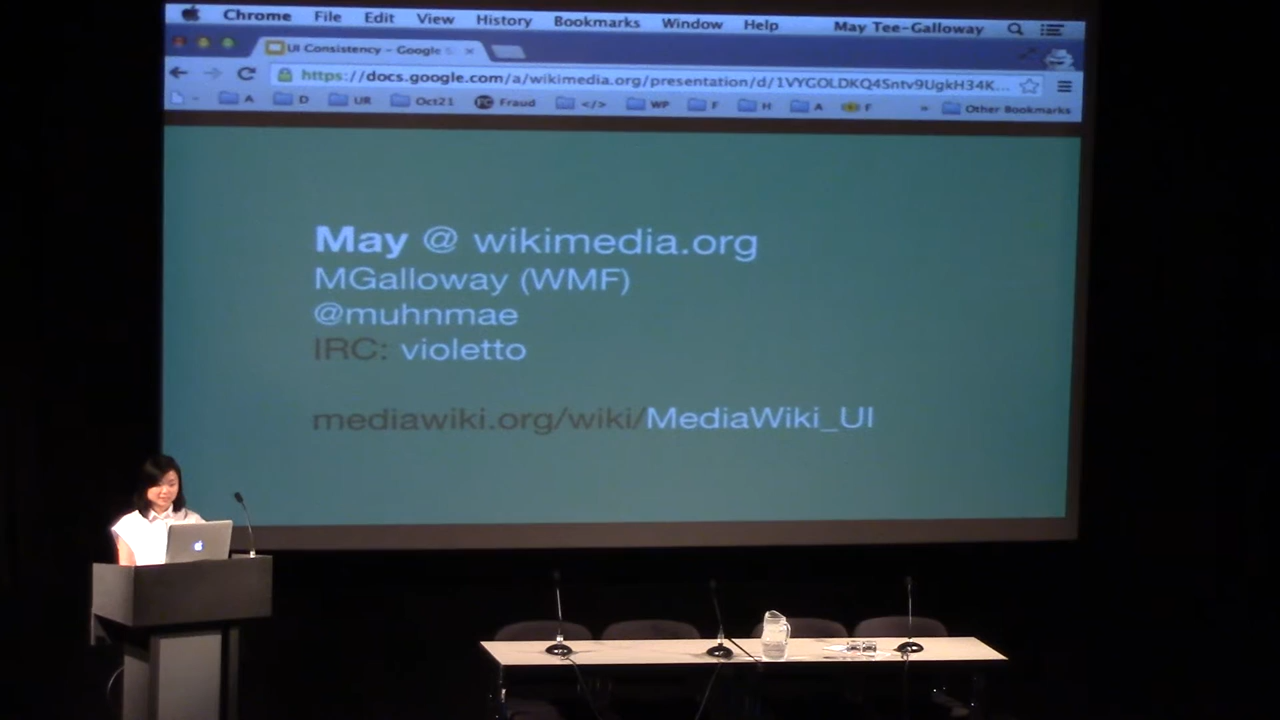 Chrome File Edit View History Bookmarks Window Help May Tee-Galloway
UI Consistency - Google S
https://docs.google.com/a/wikimedia.org/presentation/d/1VYGOLDKQ4Sntv9UgkH34K...
A D UR Oct21 Fraud </> WP F H A F » Other Bookmarks
May @ wikimedia.org
MGalloway (WMF)
@muhnmae
IRC: violetto
mediawiki.org/wiki/MediaWiki_UI